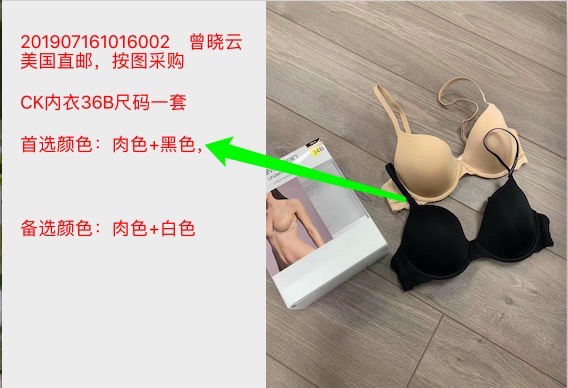 201907161016002 曾晓云
美国直邮，按图采购
CK内衣36B尺码一套
首选颜色：肉色+黑色，
备选颜色：肉色+白色
34B